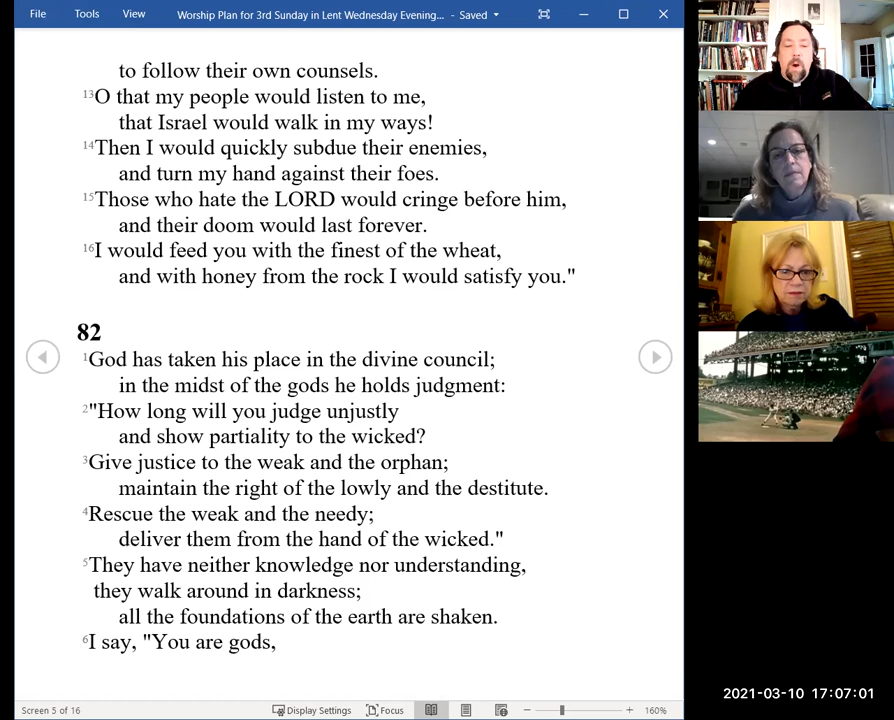 File Tools View Worship Plan for 3rd Sunday in Lent Wednesday Evening... - Saved
to follow their own counsels.
13O that my people would listen to me,
that Israel would walk in my ways!
14Then I would quickly subdue their enemies,
and turn my hand against their foes.
15Those who hate the LORD would cringe before him,
and their doom would last forever.
16I would feed you with the finest of the wheat,
and with honey from the rock I would satisfy you."
82
1God has taken his place in the divine council;
in the midst of the gods he holds judgment:
2"How long will you judge unjustly
and show partiality to the wicked?
3Give justice to the weak and the orphan;
maintain the right of the lowly and the destitute.
4Rescue the weak and the needy;
deliver them from the hand of the wicked."
5They have neither knowledge nor understanding,
they walk around in darkness;
all the foundations of the earth are shaken.
6I say, "You are gods,
Screen 5 of 16 Display Settings Focus 160%
2021-03-10 17:07:01